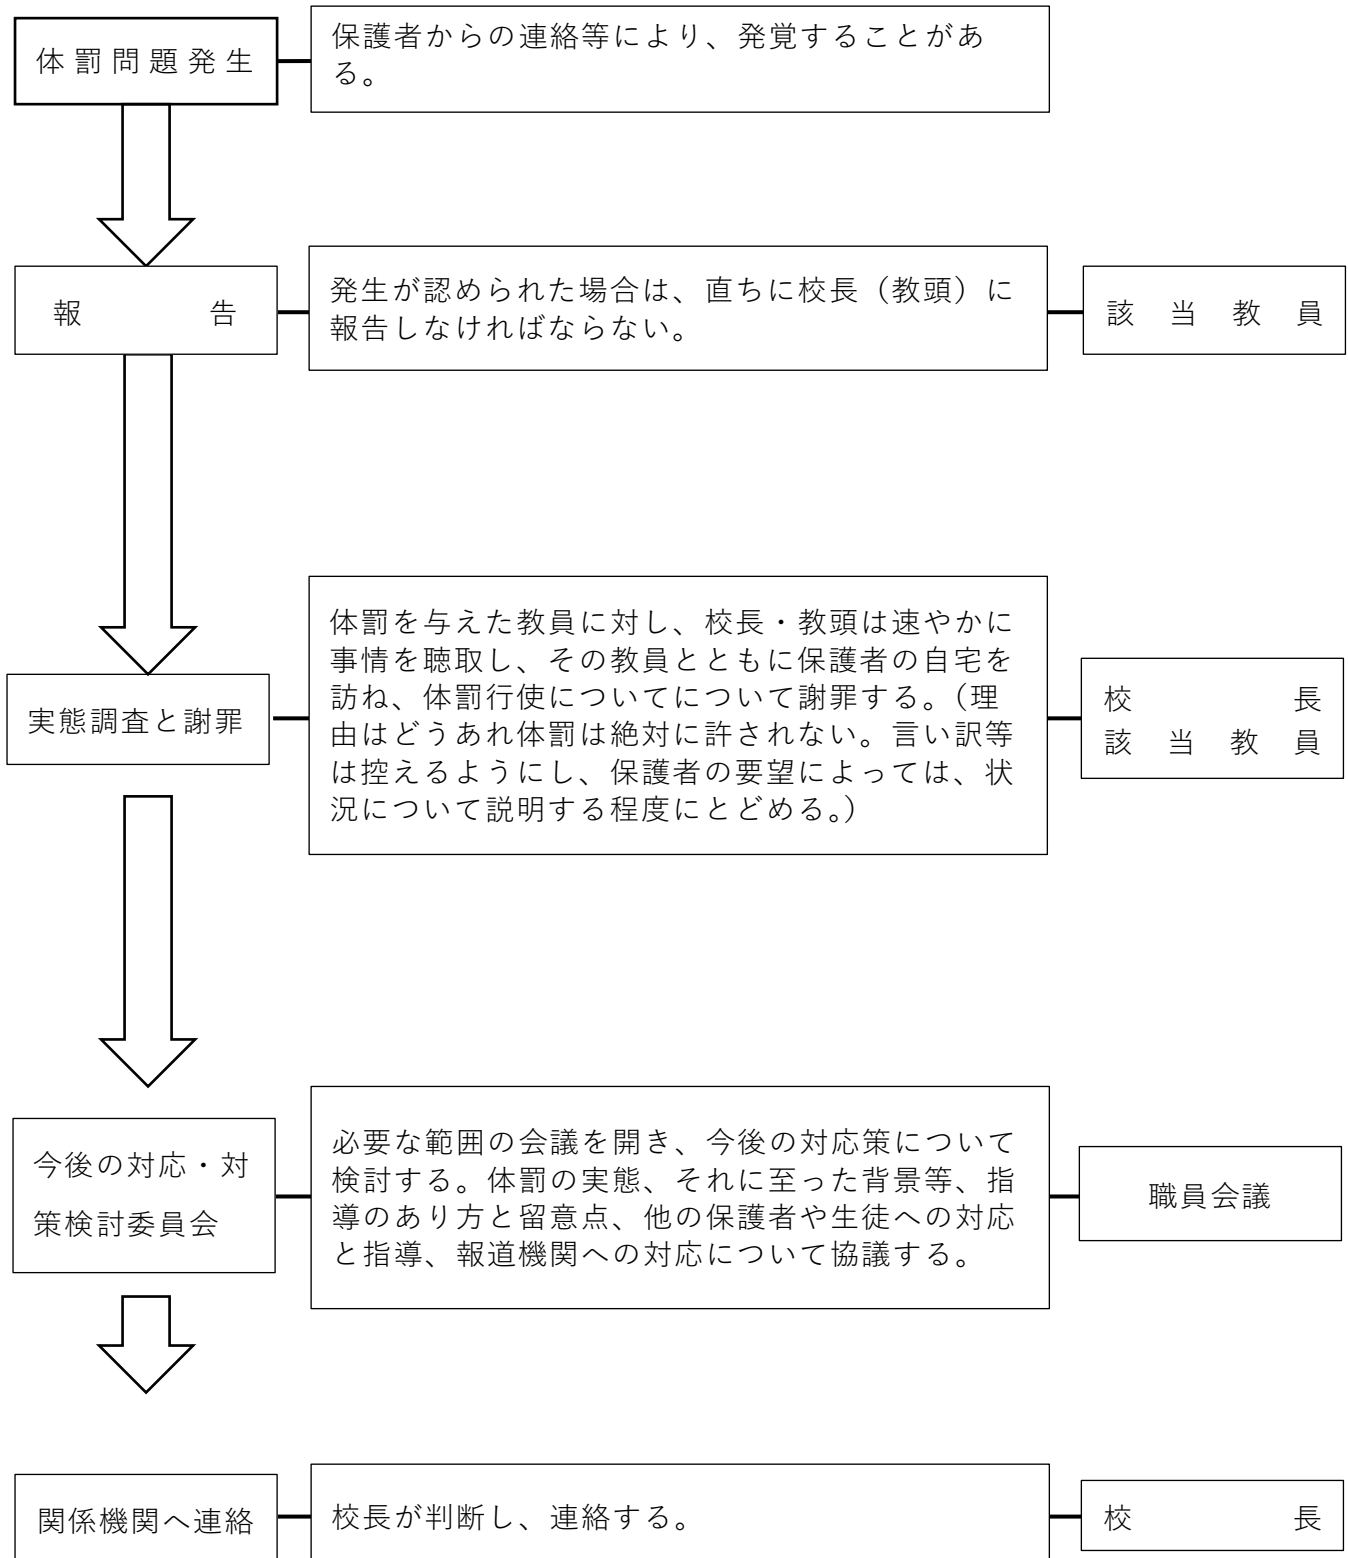 体罰問題発生
保護者からの連絡等により、発覚することがあ
る。
報告
発生が認められた場合は、直ちに校長（教頭）に
報告しなければならない。
該当教員
実態調査と謝罪
体罰を与えた教員に対し、校長・教頭は速やかに
事情を聴取し、その教員とともに保護者の自宅を
訪ね、体罰行使についてについて謝罪する。（理
由はどうあれ体罰は絶対に許されない。言い訳等
は控えるようにし、保護者の要望によっては、状
況について説明する程度にとどめる。）
校長
該当教員
今後の対応・対
策検討委員会
必要な範囲の会議を開き、今後の対応策について
検討する。体罰の実態、それに至った背景等、指
導のあり方と留意点、他の保護者や生徒への対応
と指導、報道機関への対応について協議する。
職員会議
関係機関へ連絡
校長が判断し、連絡する。
校長